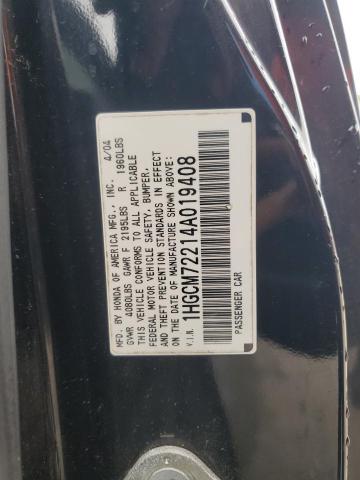 MFD. BY HONDA OF AMERICA MFG., INC. 4/04
GVWR 4080LBS GAWR F 2195LBS R 1960LBS
THIS VEHICLE CONFORMS TO ALL APPLICABLE
FEDERAL MOTOR VEHICLE SAFETY, BUMPER,
AND THEFT PREVENTION STANDARDS IN EFFECT
ON THE DATE OF MANUFACTURE SHOWN ABOVE:
V.I.N. 1HGCM72214A019408
PASSENGER CAR